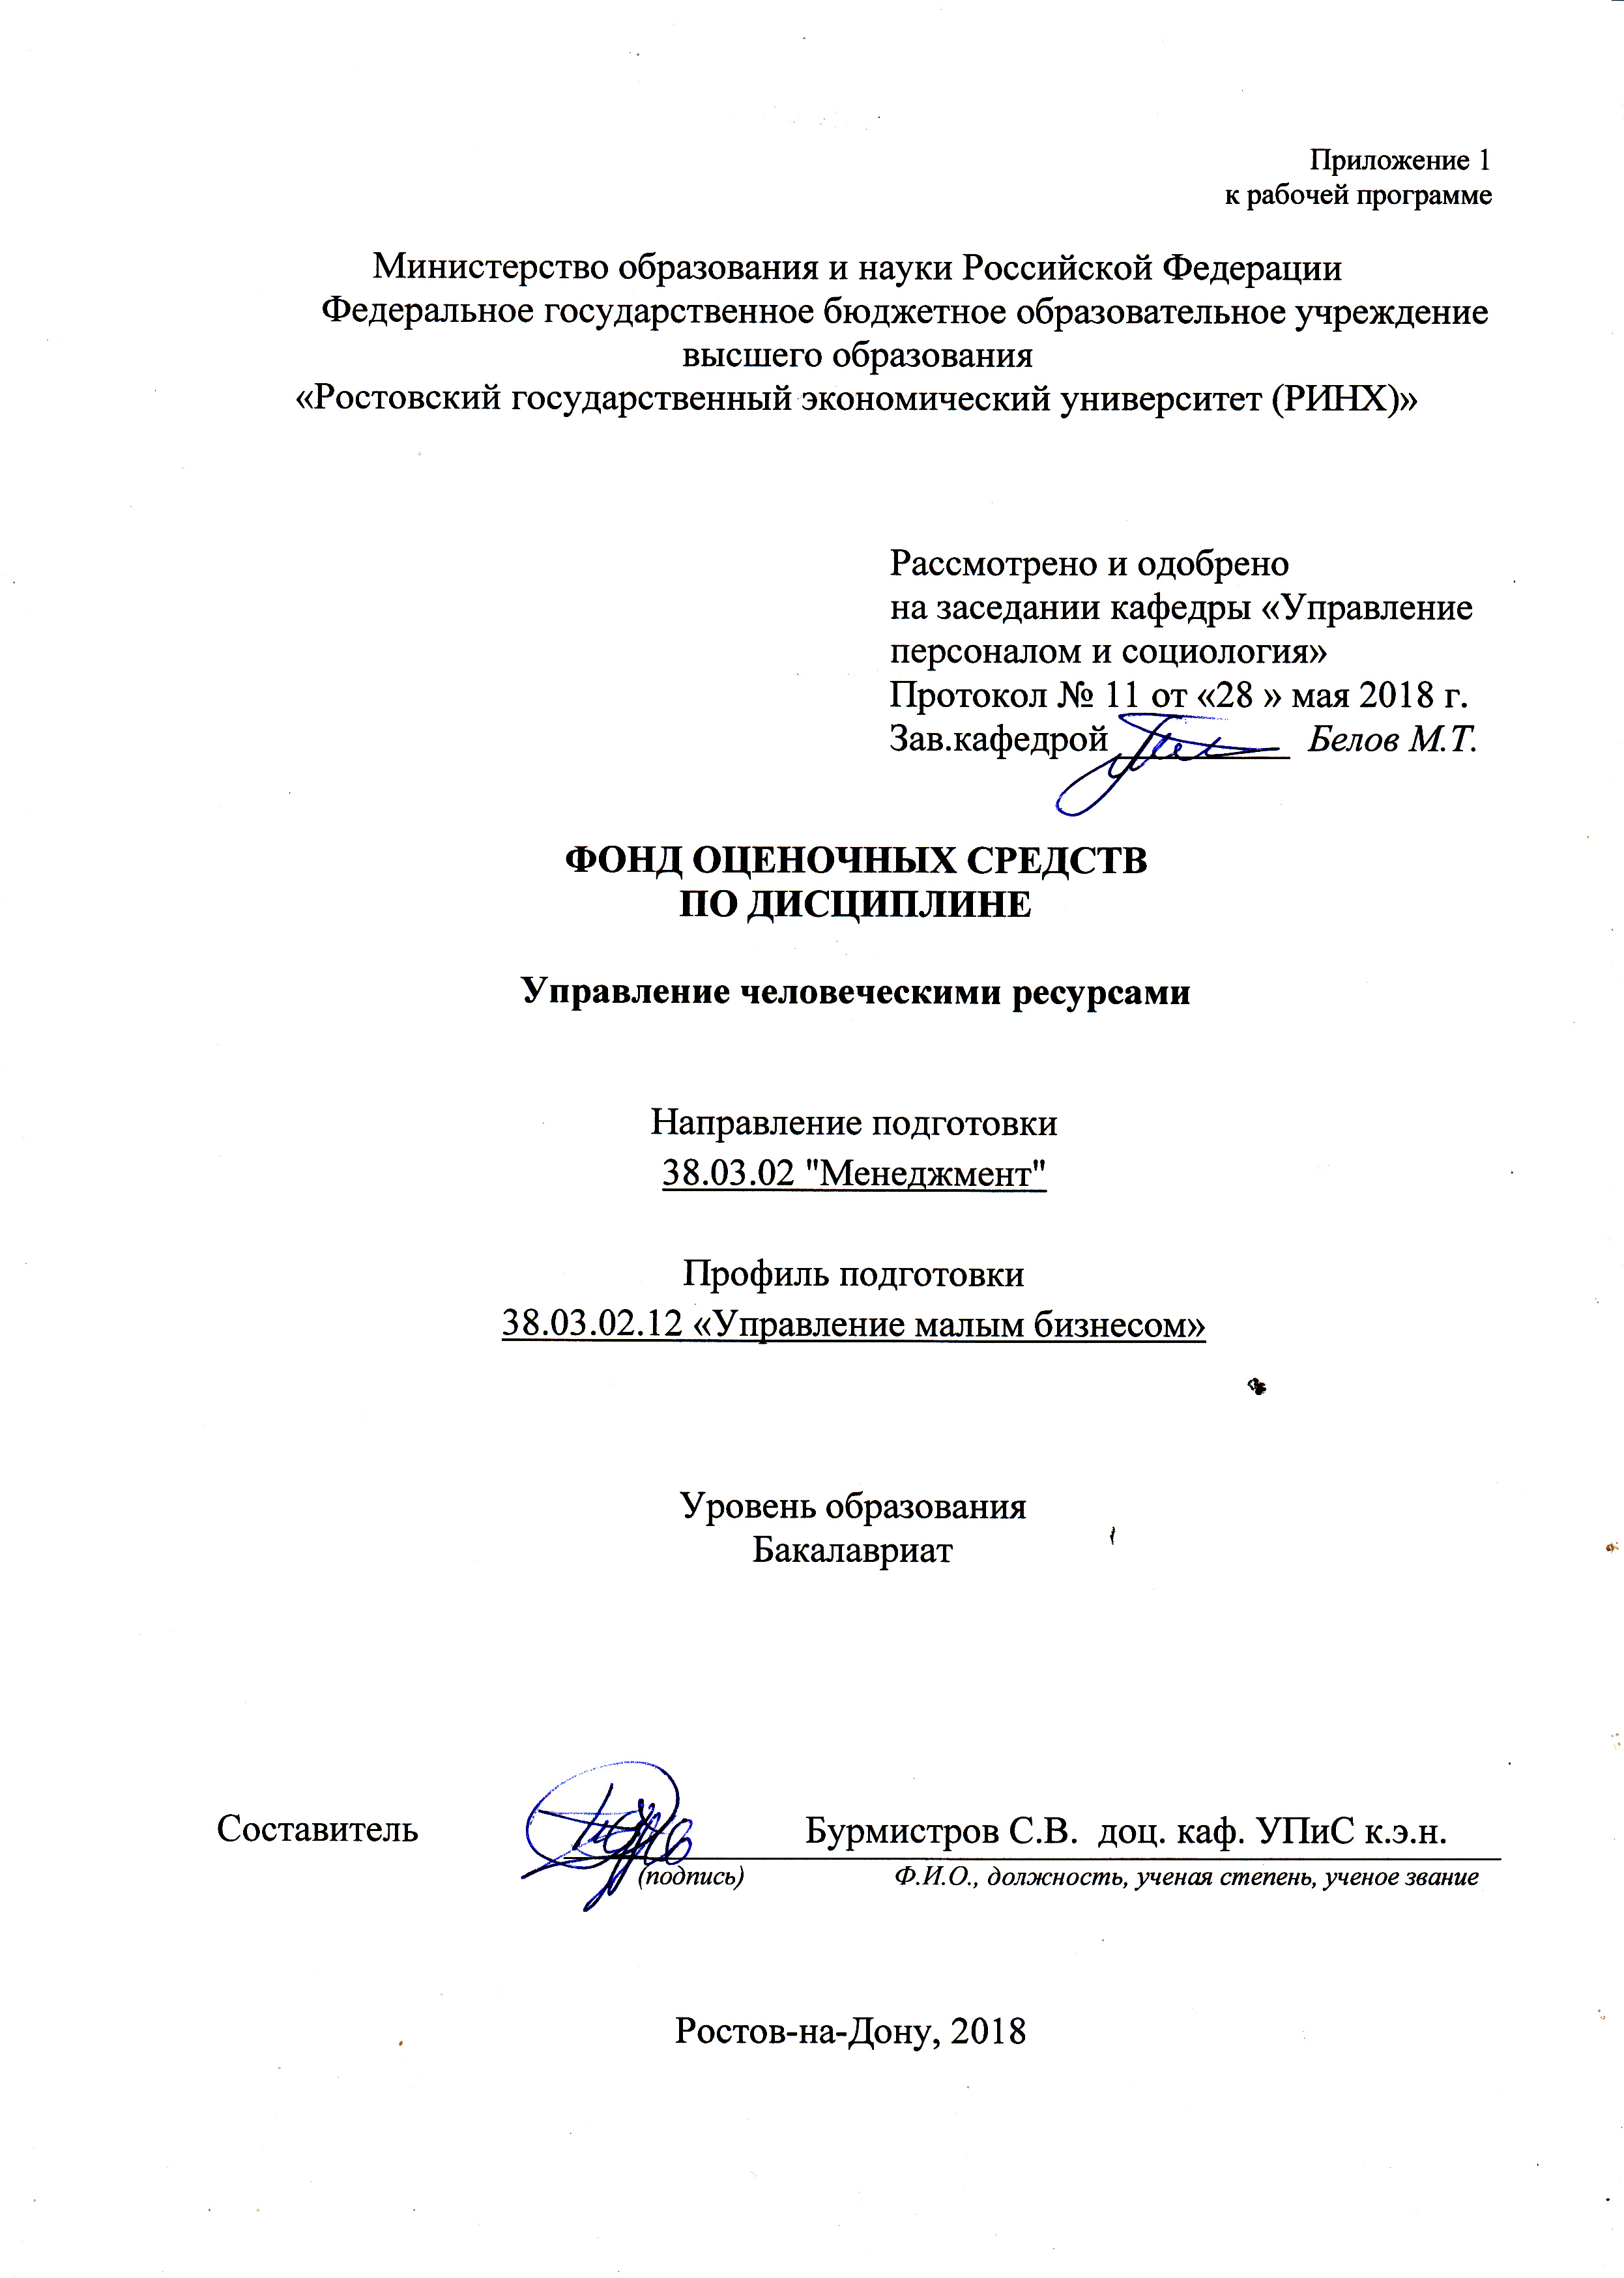 Приложение 1
к рабочей программе
Министерство образования и науки Российской Федерации
Федеральное государственное бюджетное образовательное учреждение
высшего образования
«Ростовский государственный экономический университет (РИНХ)»
Рассмотрено и одобрено
на заседании кафедры «Управление
персоналом и социология»
Протокол № 11 от «28 » мая 2018 г.
Зав.кафедрой Белов М.Т.
ФОНД ОЦЕНОЧНЫХ СРЕДСТВ
ПО ДИСЦИПЛИНЕ
Управление человеческими ресурсами
Направление подготовки
38.03.02 "Менеджмент"
Профиль подготовки
38.03.02.12 «Управление малым бизнесом»
Уровень образования
Бакалавриат
Составитель Бурмистров С.В. доц. каф. УПиС к.э.н.
(подпись) Ф.И.О., должность, ученая степень, ученое звание
Ростов-на-Дону, 2018